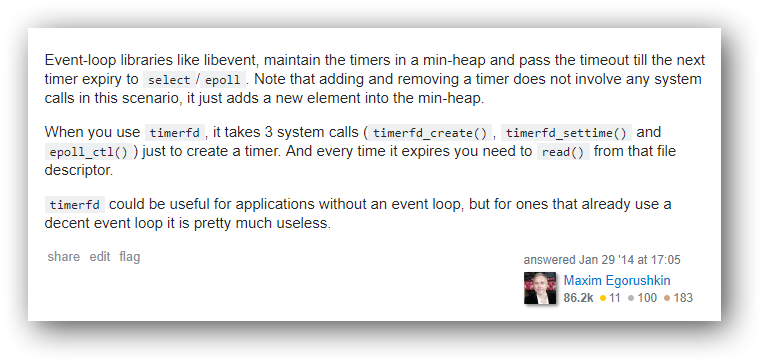 Event-loop libraries like libevent, maintain the timers in a min-heap and pass the timeout till the next
timer expiry to select / epoll . Note that adding and removing a timer does not involve any system
calls in this scenario, it just adds a new element into the min-heap.
When you use timerfd , it takes 3 system calls ( timerfd_create() , timerfd_settime() and
epoll_ctl() ) just to create a timer. And every time it expires you need to read() from that file
descriptor.
timerfd could be useful for applications without an event loop, but for ones that already use a
decent event loop it is pretty much useless.
share edit flag
answered Jan 29 '14 at 17:05
Maxim Egorushkin
86.2k ● 11 ● 100 ● 183